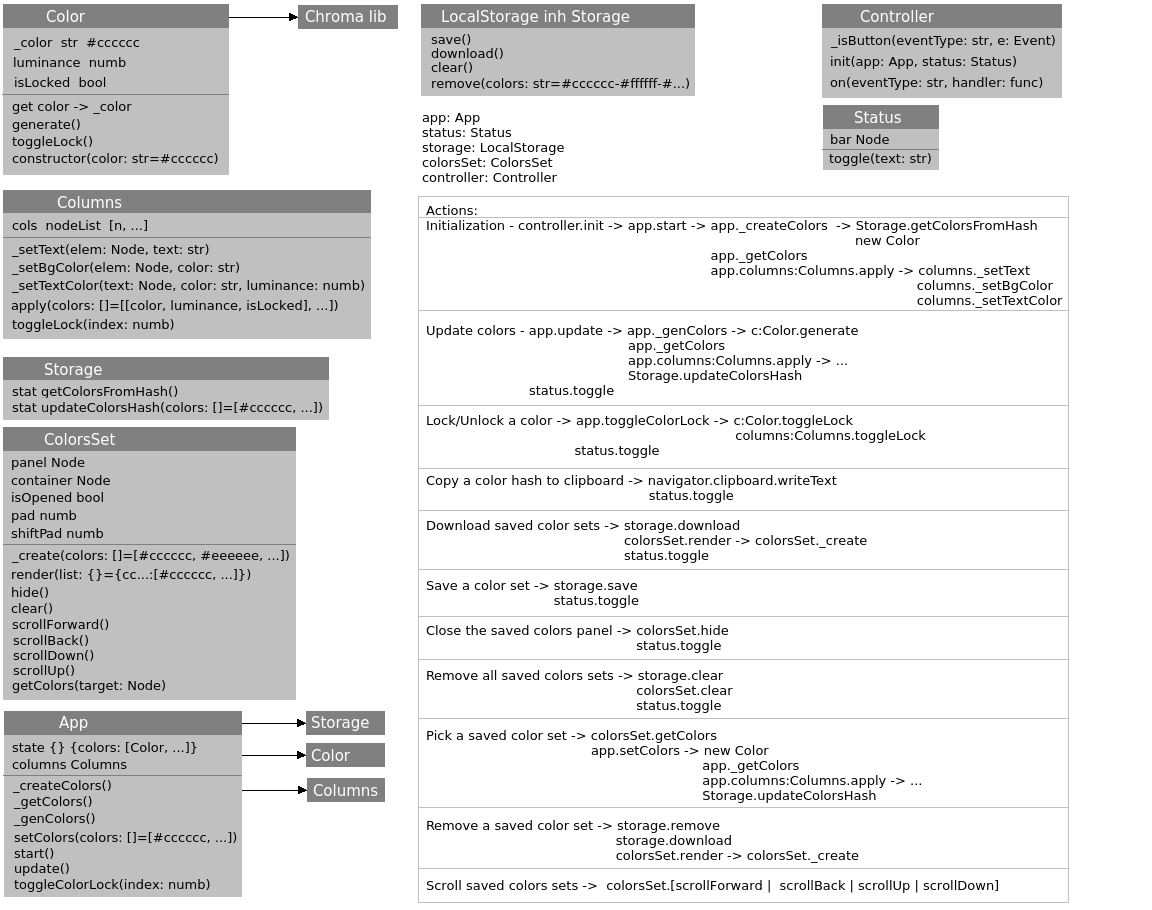 Color
Chroma lib
_color  str  #cccccc
luminance  numb
isLocked  bool
get color -> _color
generate()
toggleLock()
constructor(color: str=#cccccc)
Columns
cols  nodeList  [n, ...]
_setText(elem: Node, text: str)
_setBgColor(elem: Node, color: str)
_setTextColor(text: Node, color: str, luminance: numb)
apply(colors: []=[[color, luminance, isLocked], ...])
toggleLock(index: numb)
Storage
stat getColorsFromHash()
stat updateColorsHash(colors: []=[#cccccc, ...])
ColorsSet
panel Node
container Node
isOpened bool
pad numb
shiftPad numb
_create(colors: []=[#cccccc, #eeeeee, ...])
render(list: {}={cc...:[#cccccc, ...]})
hide()
clear()
scrollForward()
scrollBack()
scrollDown()
scrollUp()
getColors(target: Node)
App
Storage
Color
Columns
state {} {colors: [Color, ...]}
columns Columns
_createColors()
_getColors()
_genColors()
setColors(colors: []=[#cccccc, ...])
start()
update()
toggleColorLock(index: numb)
LocalStorage inh Storage
save()
download()
clear()
remove(colors: str=#cccccc-#ffffff-#...)
Controller
_isButton(eventType: str, e: Event)
init(app: App, status: Status)
on(eventType: str, handler: func)
Status
bar Node
toggle(text: str)
app: App
status: Status
storage: LocalStorage
colorsSet: ColorsSet
controller: Controller
Actions:
Initialization - controller.init -> app.start -> app._createColors  -> Storage.getColorsFromHash
new Color
app._getColors
app.columns:Columns.apply -> columns._setText
columns._setBgColor
columns._setTextColor
Update colors - app.update -> app._genColors -> c:Color.generate
app._getColors
app.columns:Columns.apply -> ...
Storage.updateColorsHash
status.toggle
Lock/Unlock a color -> app.toggleColorLock -> c:Color.toggleLock
columns:Columns.toggleLock
status.toggle
Copy a color hash to clipboard -> navigator.clipboard.writeText
status.toggle
Download saved color sets -> storage.download
colorsSet.render -> colorsSet._create
status.toggle
Save a color set -> storage.save
status.toggle
Close the saved colors panel -> colorsSet.hide
status.toggle
Remove all saved colors sets -> storage.clear
colorsSet.clear
status.toggle
Pick a saved color set -> colorsSet.getColors
app.setColors -> new Color
app._getColors
app.columns:Columns.apply -> ...
Storage.updateColorsHash
Remove a saved color set -> storage.remove
storage.download
colorsSet.render -> colorsSet._create
Scroll saved colors sets ->  colorsSet.[scrollForward |  scrollBack | scrollUp | scrollDown]